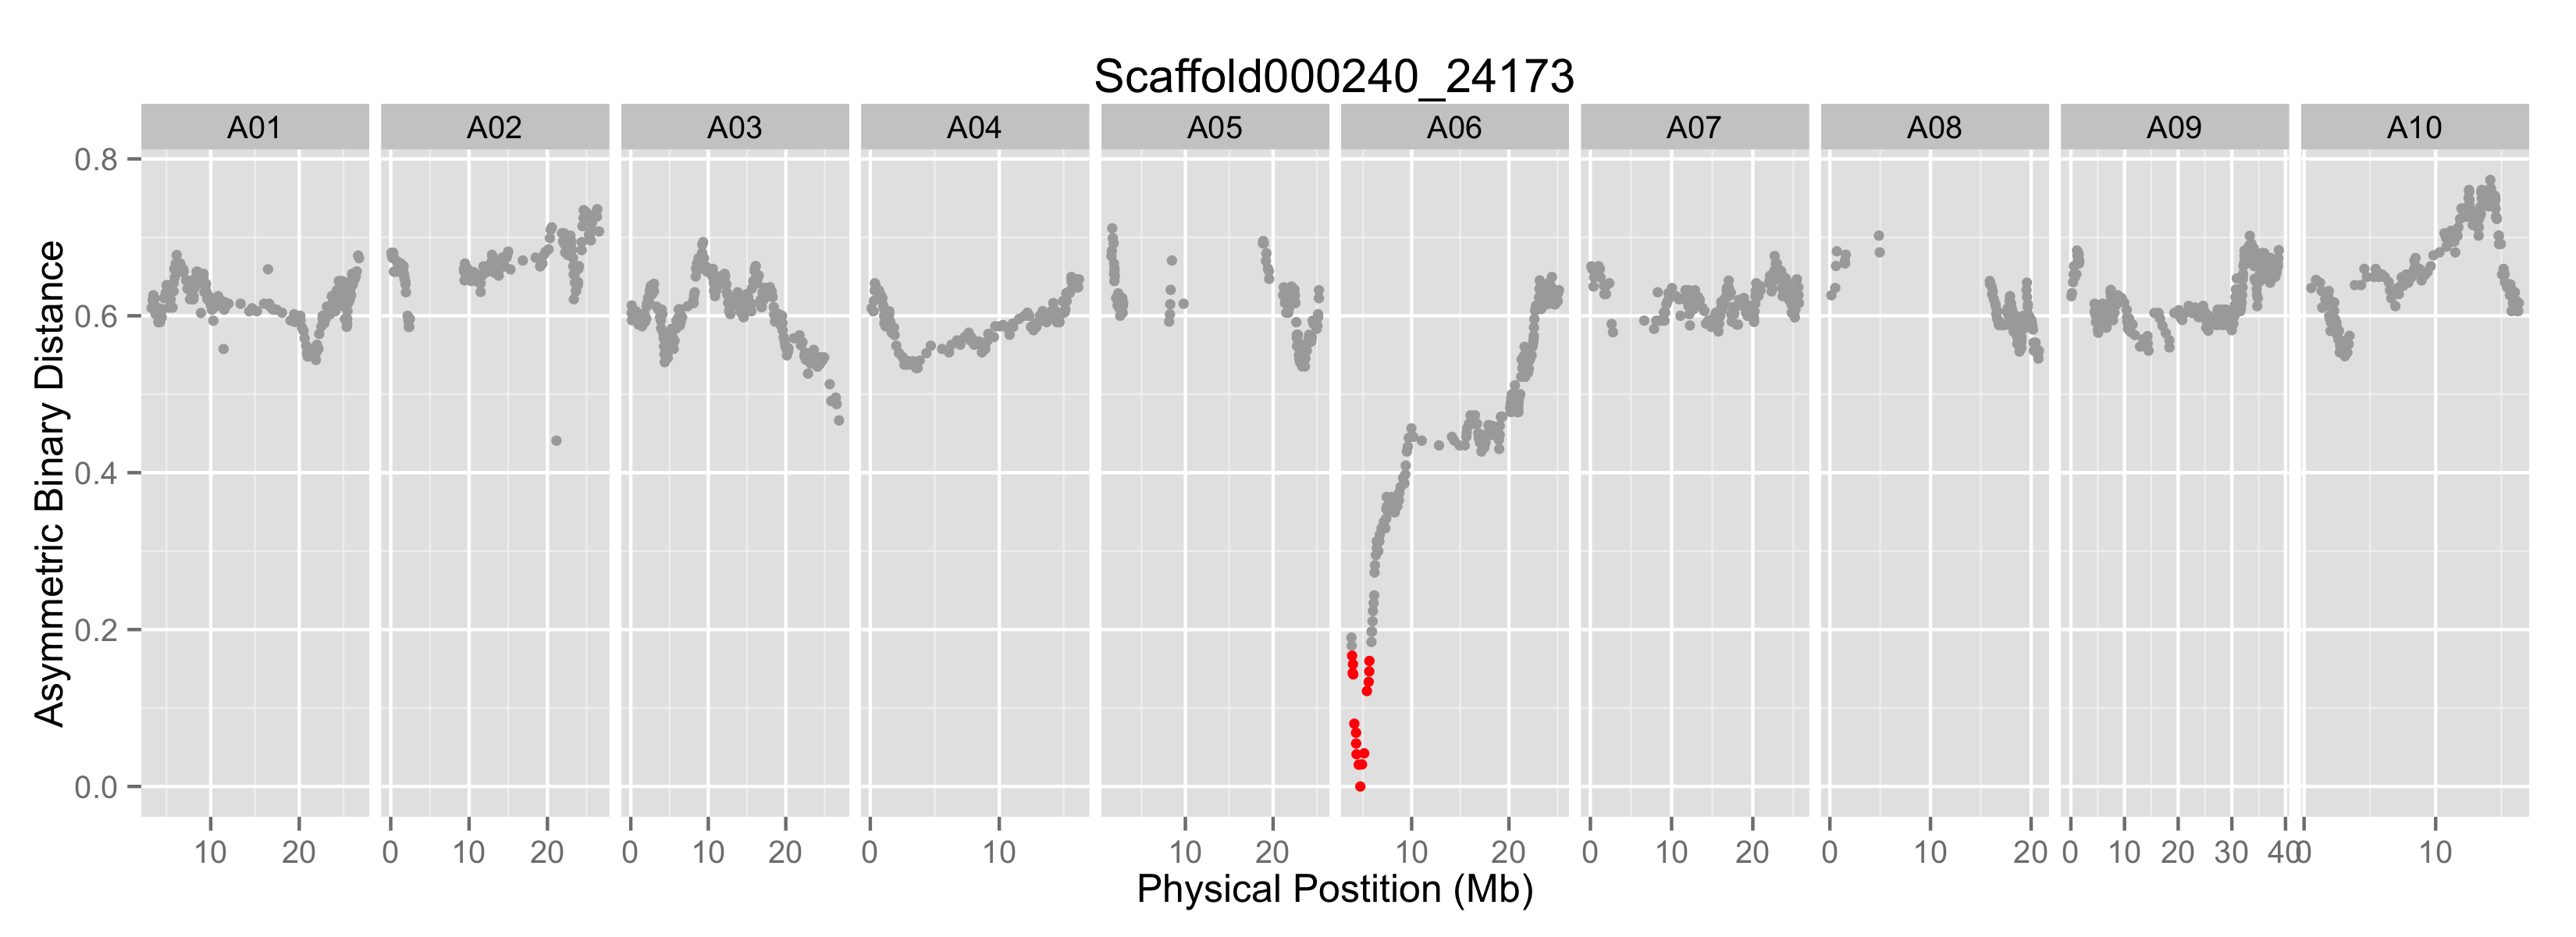 Scaffold000240_24173
A01 A02 A03 A04 A05 A06 A07 A08 A09 A10
0.8
0.6
0.4
0.2
0.0
Asymmetric Binary Distance
10 20 0 10 20 0 10 20 0 10 10 20 10 20 0 10 20 0 10 20 0 10 20 30 40 0 10
Physical Postition (Mb)